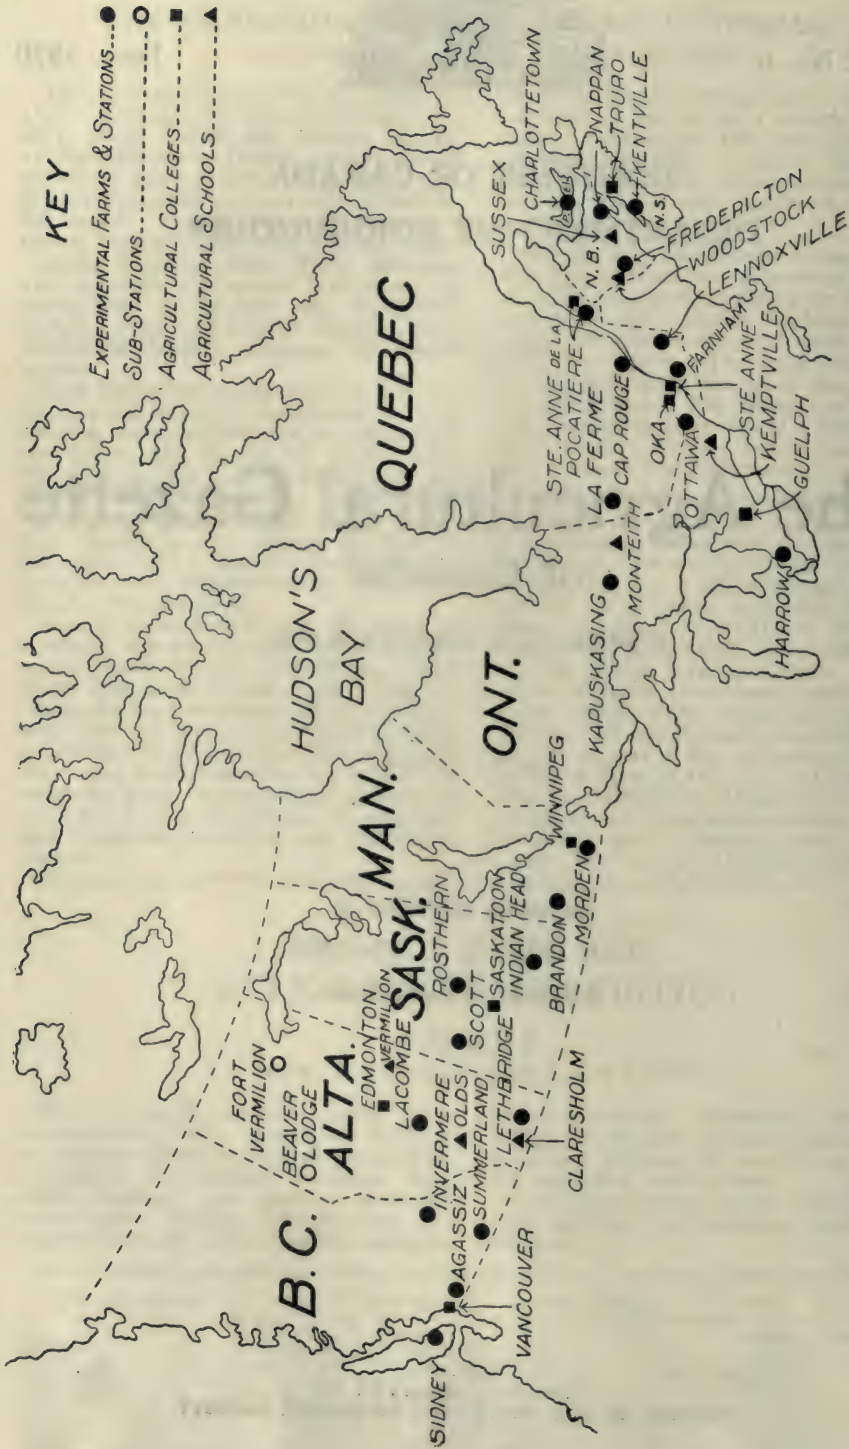 KEY
EXPERIMENTAL FARMS & STATIONS....●
SUB-STATIONS..................○
AGRICULTURAL COLLEGES........■
AGRICULTURAL SCHOOLS.........▲
B.C.
ALTA.
SASK.
MAN.
ONT.
QUEBEC
HUDSON'S
BAY
N.B.
N.S.
FORT
VERMILION
BEAVER
LODGE
EDMONTON
VERMILION
LACOMBE
INVERMERE
OLDS
AGASSIZ
SUMMERLAND
LETHBRIDGE
CLARESHOLM
VANCOUVER
SIDNEY
ROSTHERN
SCOTT
SASKATOON
INDIAN HEAD
BRANDON
MORDEN
WINNIPEG
KAPUSKASING
MONTEITH
LA FERME
CAP ROUGE
STE. ANNE DE LA
POCATIERE
OKA
OTTAWA
FARNHAM
STE ANNE
KEMPTVILLE
GUELPH
HARROW
LENNOXVILLE
WOODSTOCK
FREDERICTON
SUSSEX
CHARLOTTETOWN
NAPPAN
TRURO
KENTVILLE